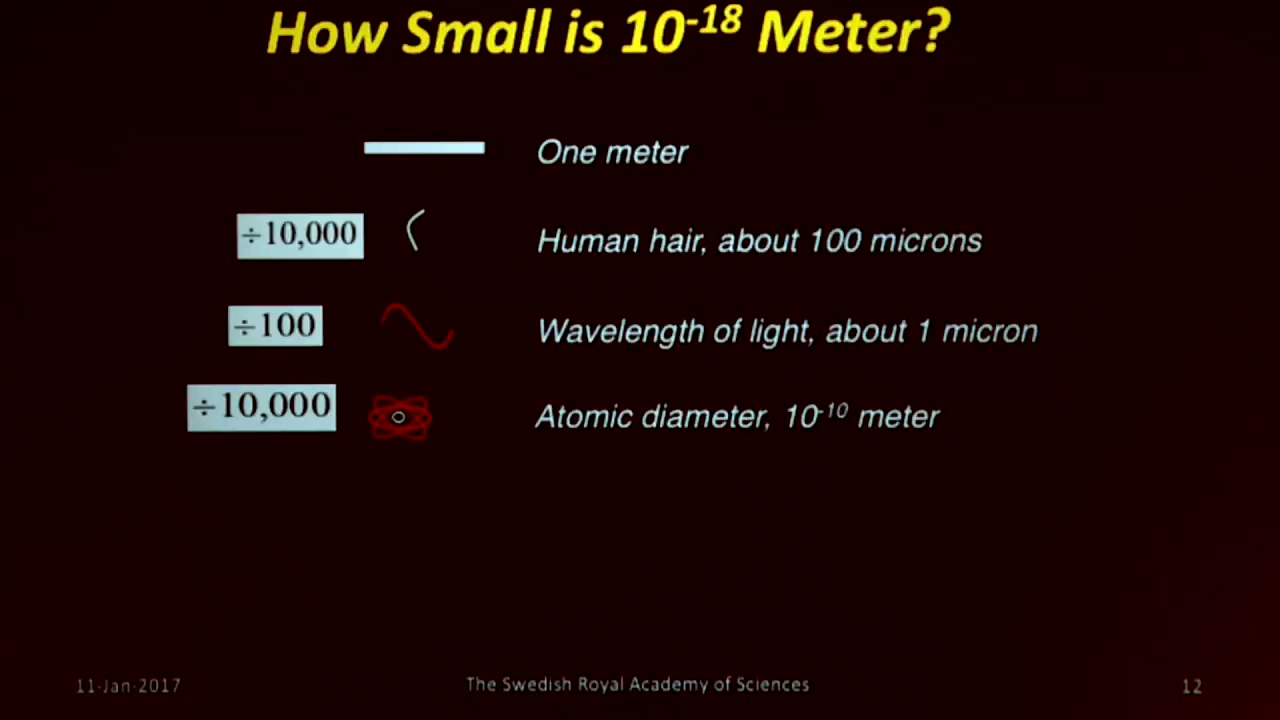 How Small is 10⁻¹⁸ Meter?
One meter
÷10,000 Human hair, about 100 microns
÷100 Wavelength of light, about 1 micron
÷10,000 Atomic diameter, 10⁻¹⁰ meter
11-Jan-2017 The Swedish Royal Academy of Sciences 12